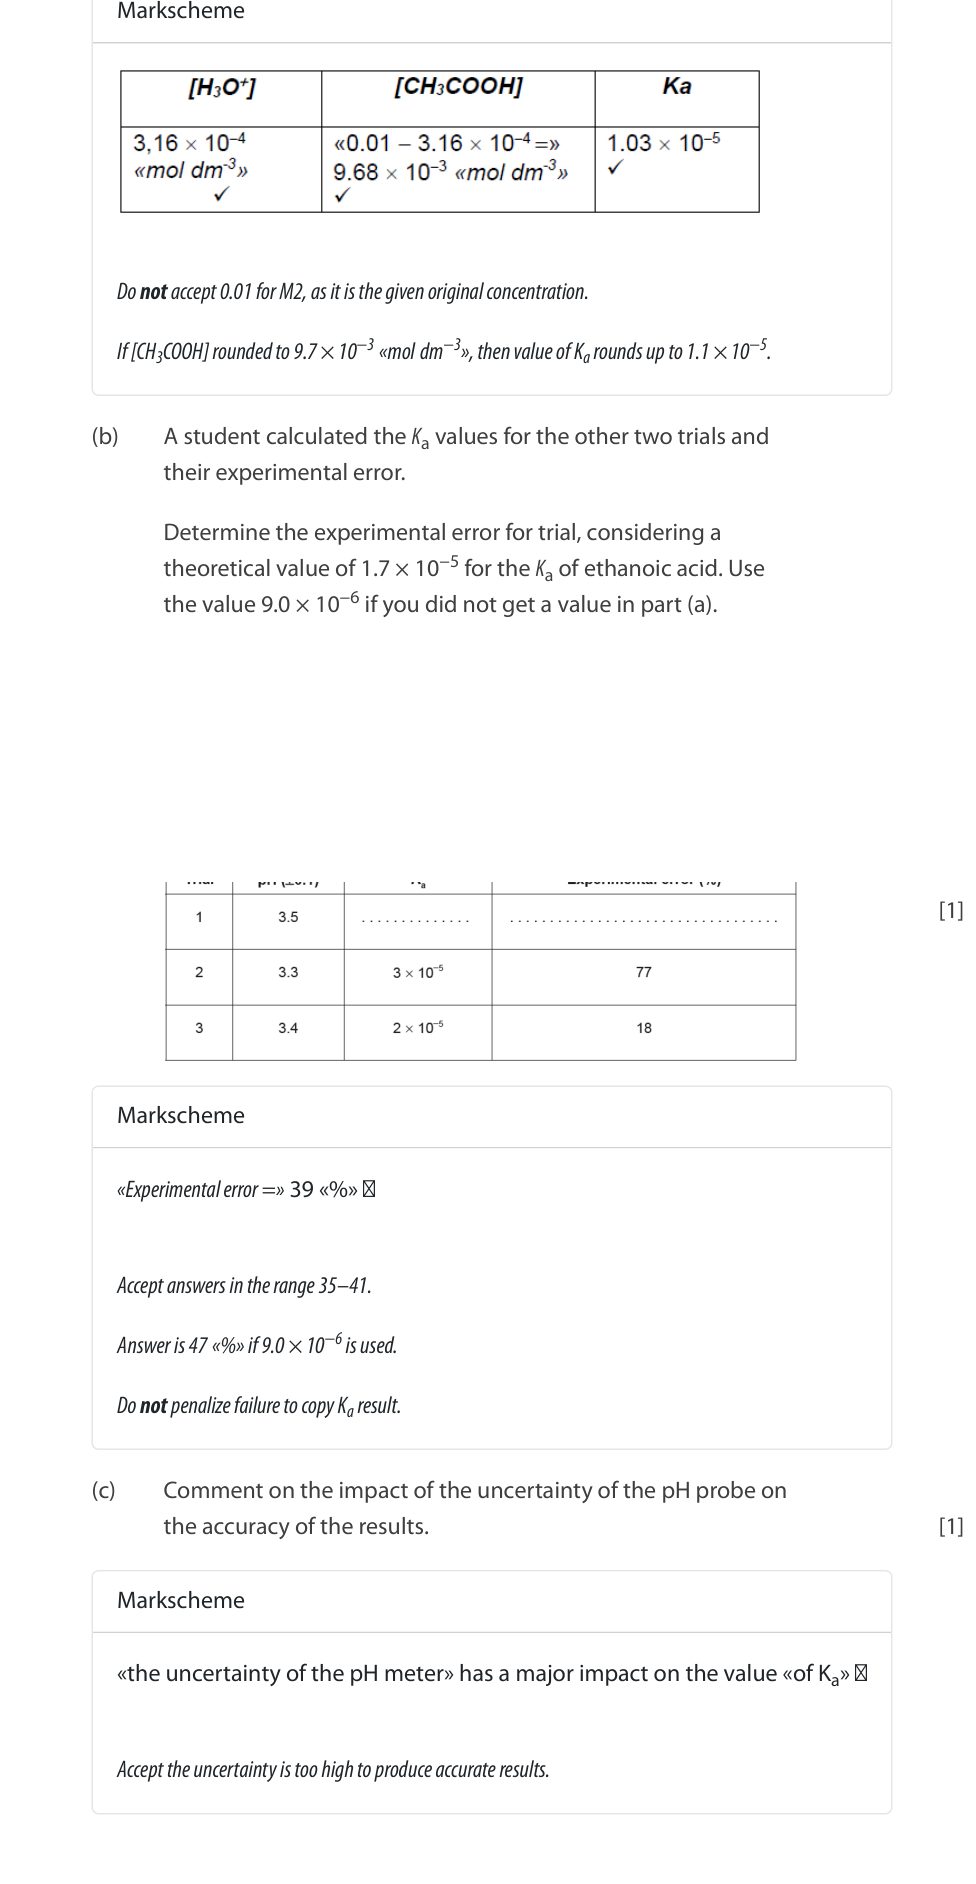 Markscheme
[H₃O⁺] [CH₃COOH] Ka
3,16 × 10⁻⁴ «0.01 – 3.16 × 10⁻⁴ =» 1.03 × 10⁻⁵
«mol dm⁻³» 9.68 × 10⁻³ «mol dm⁻³» ✓
✓ ✓
Do not accept 0.01 for M2, as it is the given original concentration.
If [CH₃COOH] rounded to 9.7 × 10⁻³ «mol dm⁻³», then value of Kₐ rounds up to 1.1 × 10⁻⁵.
(b) A student calculated the Kₐ values for the other two trials and
their experimental error.
Determine the experimental error for trial, considering a
theoretical value of 1.7 × 10⁻⁵ for the Kₐ of ethanoic acid. Use
the value 9.0 × 10⁻⁶ if you did not get a value in part (a).
1 3.5 .............. .................................. [1]
2 3.3 3 × 10⁻⁵ 77
3 3.4 2 × 10⁻⁵ 18
Markscheme
«Experimental error =» 39 «%» ☒
Accept answers in the range 35–41.
Answer is 47 «%» if 9.0 × 10⁻⁶ is used.
Do not penalize failure to copy Kₐ result.
(c) Comment on the impact of the uncertainty of the pH probe on
the accuracy of the results. [1]
Markscheme
«the uncertainty of the pH meter» has a major impact on the value «of Kₐ» ☒
Accept the uncertainty is too high to produce accurate results.